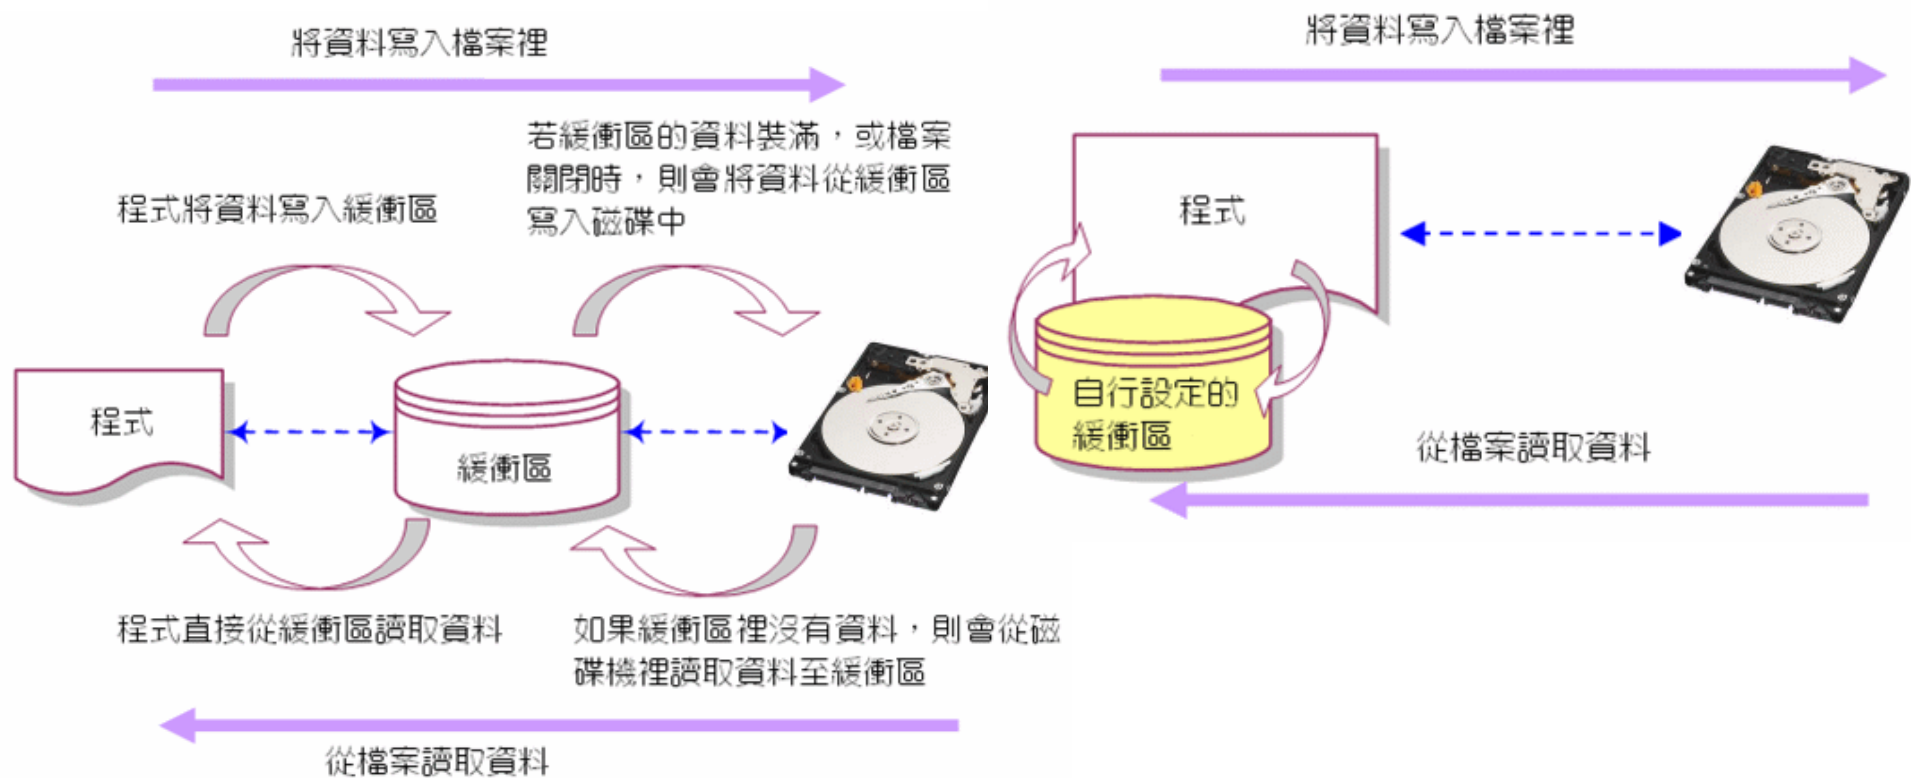 將資料寫入檔案裡
若緩衝區的資料裝滿，或檔案
關閉時，則會將資料從緩衝區
寫入磁碟中
程式將資料寫入緩衝區
程式
緩衝區
程式直接從緩衝區讀取資料
如果緩衝區裡沒有資料，則會從磁
碟機裡讀取資料至緩衝區
從檔案讀取資料
將資料寫入檔案裡
程式
自行設定的
緩衝區
從檔案讀取資料